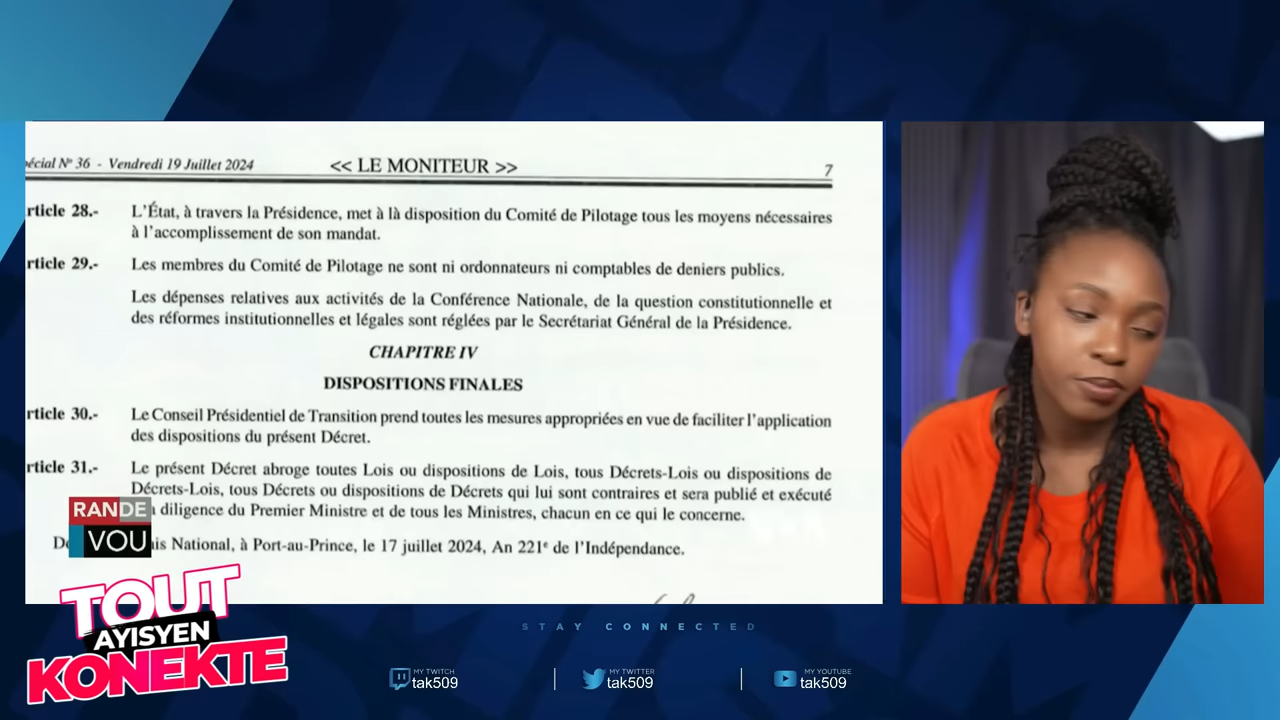 écial Nº 36 - Vendredi 19 Juillet 2024
<< LE MONITEUR >>
7
rticle 28.- L'État, à travers la Présidence, met à là disposition du Comité de Pilotage tous les moyens nécessaires
à l'accomplissement de son mandat.
rticle 29.- Les membres du Comité de Pilotage ne sont ni ordonnateurs ni comptables de deniers publics.
Les dépenses relatives aux activités de la Conférence Nationale, de la question constitutionnelle et
des réformes institutionnelles et légales sont réglées par le Secrétariat Général de la Présidence.
CHAPITRE IV
DISPOSITIONS FINALES
rticle 30.- Le Conseil Présidentiel de Transition prend toutes les mesures appropriées en vue de faciliter l'application
des dispositions du présent Décret.
rticle 31.- Le présent Décret abroge toutes Lois ou dispositions de Lois, tous Décrets-Lois ou dispositions de
Décrets-Lois, tous Décrets ou dispositions de Décrets qui lui sont contraires et sera publié et exécuté
diligence du Premier Ministre et de tous les Ministres, chacun en ce qui le concerne.
is National, à Port-au-Prince, le 17 juillet 2024, An 221e de l'Indépendance.
RANDE
VOU
TOUT
AYISYEN
KONEKTE
STAY CONNECTED
MY TWITCH
tak509
MY TWITTER
tak509
MY YOUTUBE
tak509